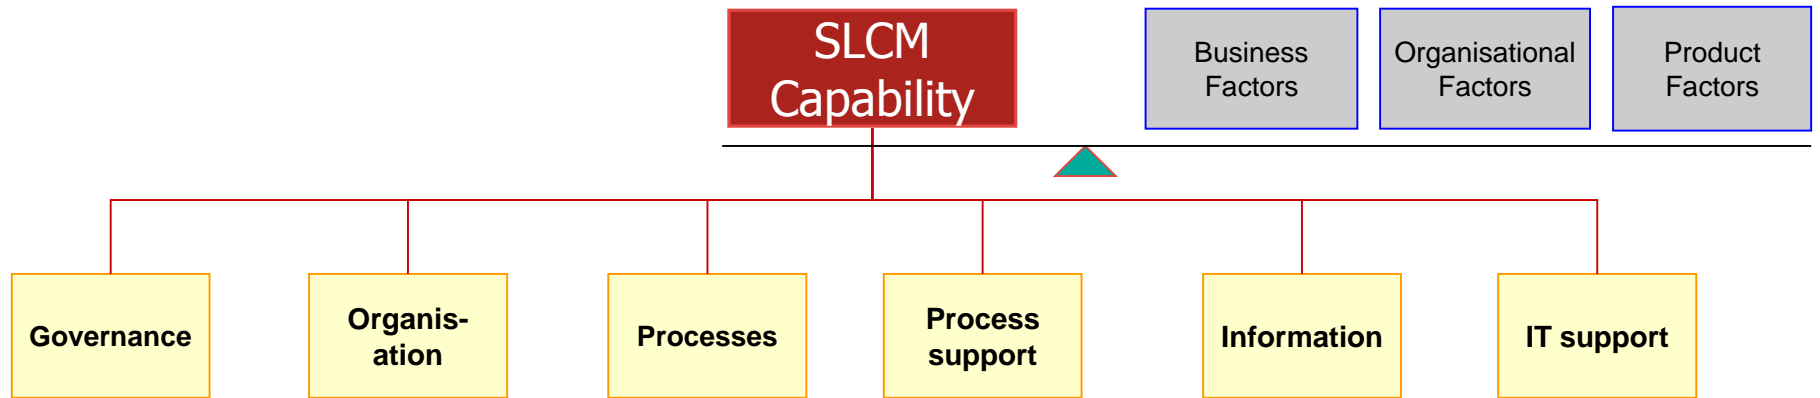 SLCM
Capability
Business
Factors
Organisational
Factors
Product
Factors
Governance
Organis-
ation
Processes
Process
support
Information
IT support